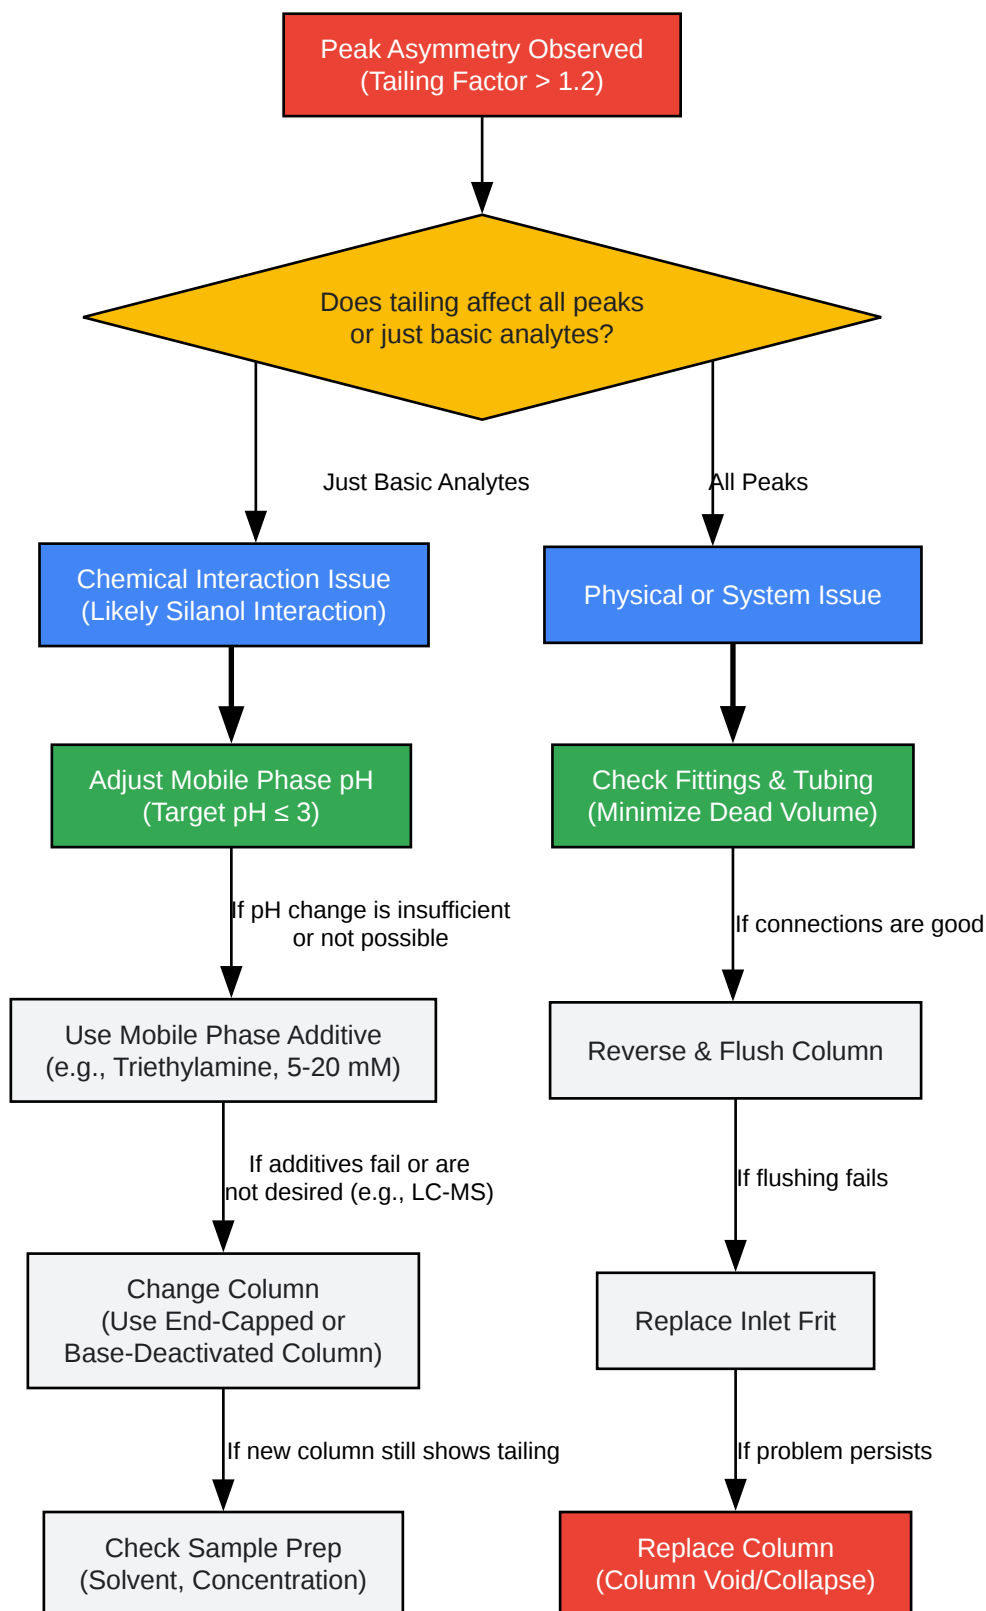 Peak Asymmetry Observed
(Tailing Factor > 1.2)
Does tailing affect all peaks
or just basic analytes?
Just Basic Analytes
All Peaks
Chemical Interaction Issue
(Likely Silanol Interaction)
Physical or System Issue
Adjust Mobile Phase pH
(Target pH ≤ 3)
Check Fittings & Tubing
(Minimize Dead Volume)
If pH change is insufficient
or not possible
If connections are good
Use Mobile Phase Additive
(e.g., Triethylamine, 5-20 mM)
Reverse & Flush Column
If additives fail or are
not desired (e.g., LC-MS)
If flushing fails
Change Column
(Use End-Capped or
Base-Deactivated Column)
Replace Inlet Frit
If new column still shows tailing
If problem persists
Check Sample Prep
(Solvent, Concentration)
Replace Column
(Column Void/Collapse)